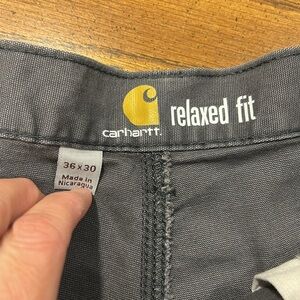 carhartt relaxed fit
36 x 30
Made in
Nicaragua